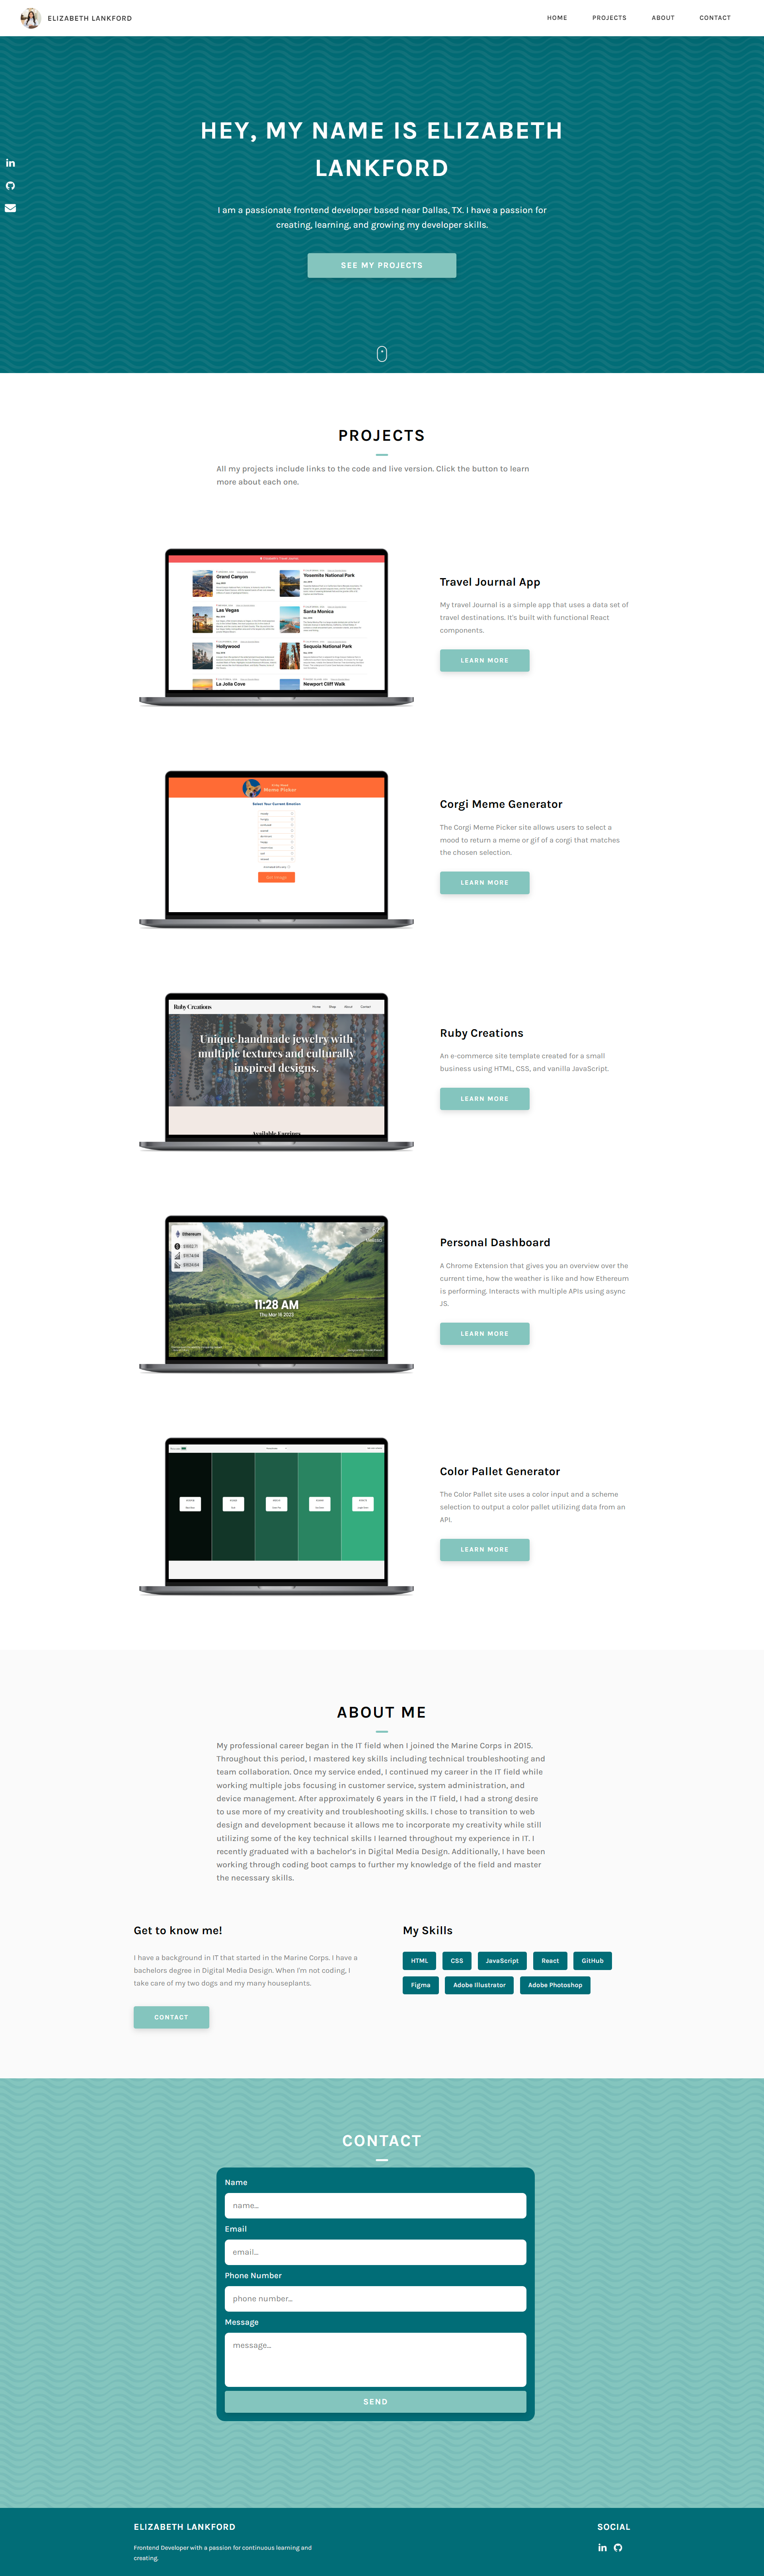 ELIZABETH LANKFORD
HOME PROJECTS ABOUT CONTACT
HEY, MY NAME IS ELIZABETH
LANKFORD
I am a passionate frontend developer based near Dallas, TX. I have a passion for
creating, learning, and growing my developer skills.
SEE MY PROJECTS
PROJECTS
All my projects include links to the code and live version. Click the button to learn
more about each one.
Grand Canyon
Yosemite National Park
Las Vegas
Santa Monica
Hollywood
Sequoia National Park
La Jolla Cove
Newport Cliff Walk
Travel Journal App
My travel Journal is a simple app that uses a data set of
travel destinations. It's built with functional React
components.
LEARN MORE
Meme Picker
Select Your Current Emotion
Corgi Meme Generator
The Corgi Meme Picker site allows users to select a
mood to return a meme or gif of a corgi that matches
the chosen selection.
LEARN MORE
Ruby Creations
Home Shop About Contact
Unique handmade jewelry with
multiple textures and culturally
inspired designs.
Available Earrings
Ruby Creations
An e-commerce site template created for a small
business using HTML, CSS, and vanilla JavaScript.
LEARN MORE
Ethereum
11:28 AM
Thu Mar 16 2023
Personal Dashboard
A Chrome Extension that gives you an overview over the
current time, how the weather is like and how Ethereum
is performing. Interacts with multiple APIs using async
JS.
LEARN MORE
Color Pallet Generator
The Color Pallet site uses a color input and a scheme
selection to output a color pallet utilizing data from an
API.
LEARN MORE
ABOUT ME
My professional career began in the IT field when I joined the Marine Corps in 2015.
Throughout this period, I mastered key skills including technical troubleshooting and
team collaboration. Once my service ended, I continued my career in the IT field while
working multiple jobs focusing in customer service, system administration, and
device management. After approximately 6 years in the IT field, I had a strong desire
to use more of my creativity and troubleshooting skills. I chose to transition to web
design and development because it allows me to incorporate my creativity while still
utilizing some of the key technical skills I learned throughout my experience in IT. I
recently graduated with a bachelor's in Digital Media Design. Additionally, I have been
working through coding boot camps to further my knowledge of the field and master
the necessary skills.
Get to know me!
I have a background in IT that started in the Marine Corps. I have a
bachelors degree in Digital Media Design. When I'm not coding, I
take care of my two dogs and my many houseplants.
CONTACT
My Skills
HTML CSS JavaScript React GitHub
Figma Adobe Illustrator Adobe Photoshop
CONTACT
Name
name...
Email
email...
Phone Number
phone number...
Message
message...
SEND
ELIZABETH LANKFORD
Frontend Developer with a passion for continuous learning and
creating.
SOCIAL